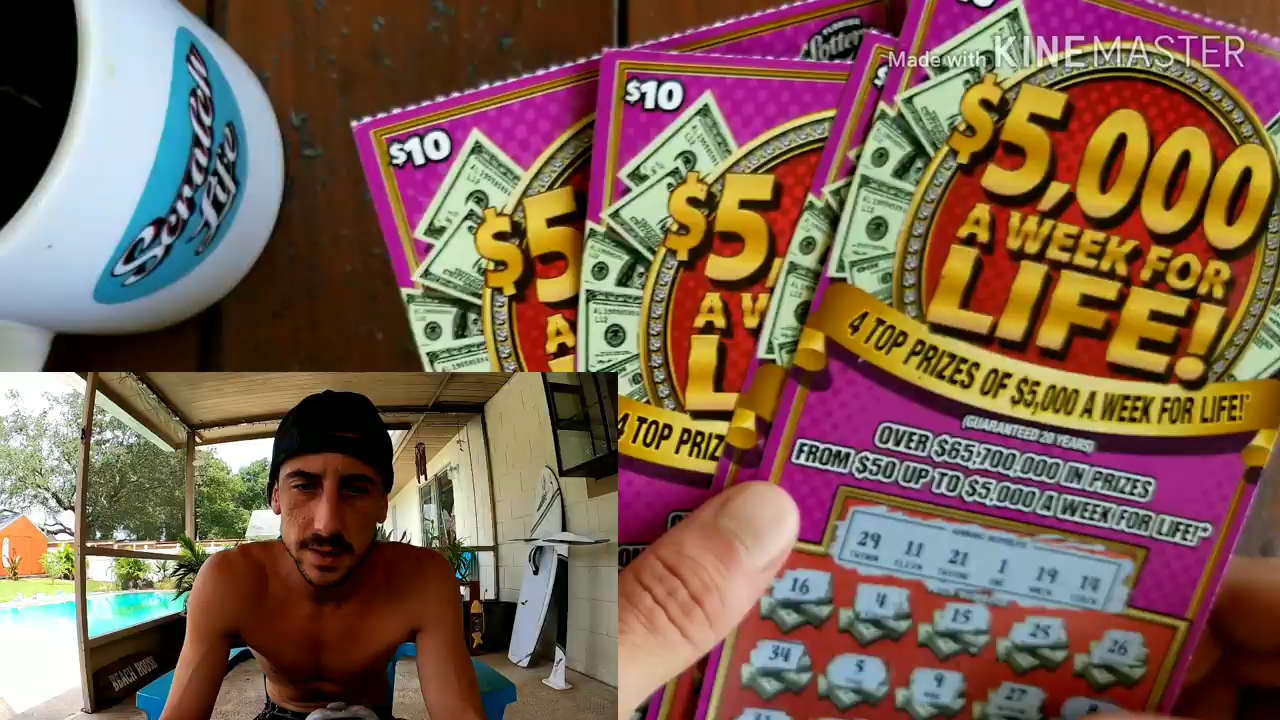 Scratch
Life
Made with KINEMASTER
Florida
Lottery
$10
$5
A
$10
$5,
A W
L
4 TOP PRIZ
$5,000
A WEEK FOR
LIFE!
4 TOP PRIZES OF $5,000 A WEEK FOR LIFE!*
(GUARANTEED 20 YEARS)
OVER $65,700,000 IN PRIZES
FROM $50 UP TO $5,000 A WEEK FOR LIFE!*
29 11 21 1 19 14
16 4 15 25 26
34 5 9 27 8
BEACH HOUSE